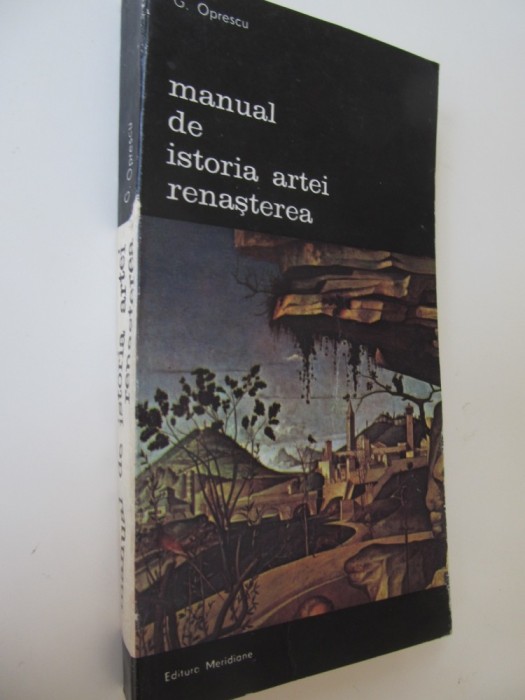 G. Oprescu
manual
de
istoria artei
renașterea
Editura Meridiane
G. Oprescu
manual de istoria artei
renașterea